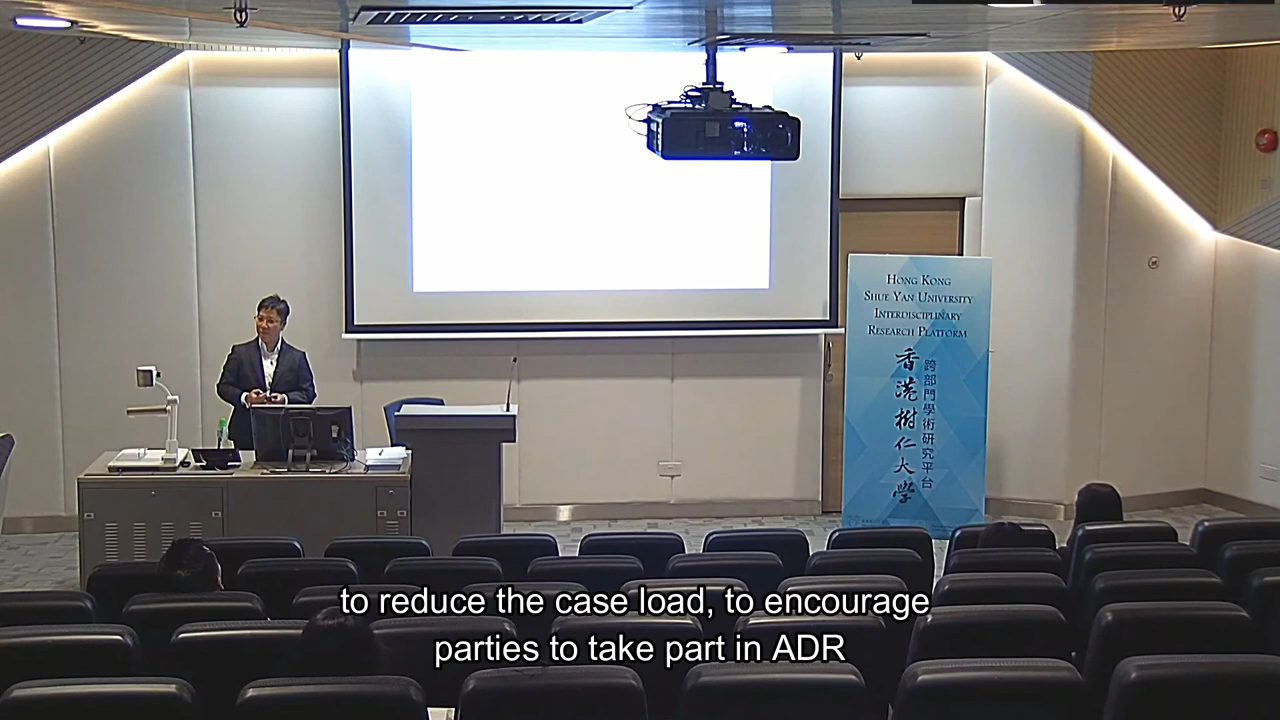 HONG KONG
SHUE YAN UNIVERSITY
INTERDISCIPLINARY
RESEARCH PLATFORM
香港樹仁大學
跨部門學術研究平台
to reduce the case load, to encourage
parties to take part in ADR